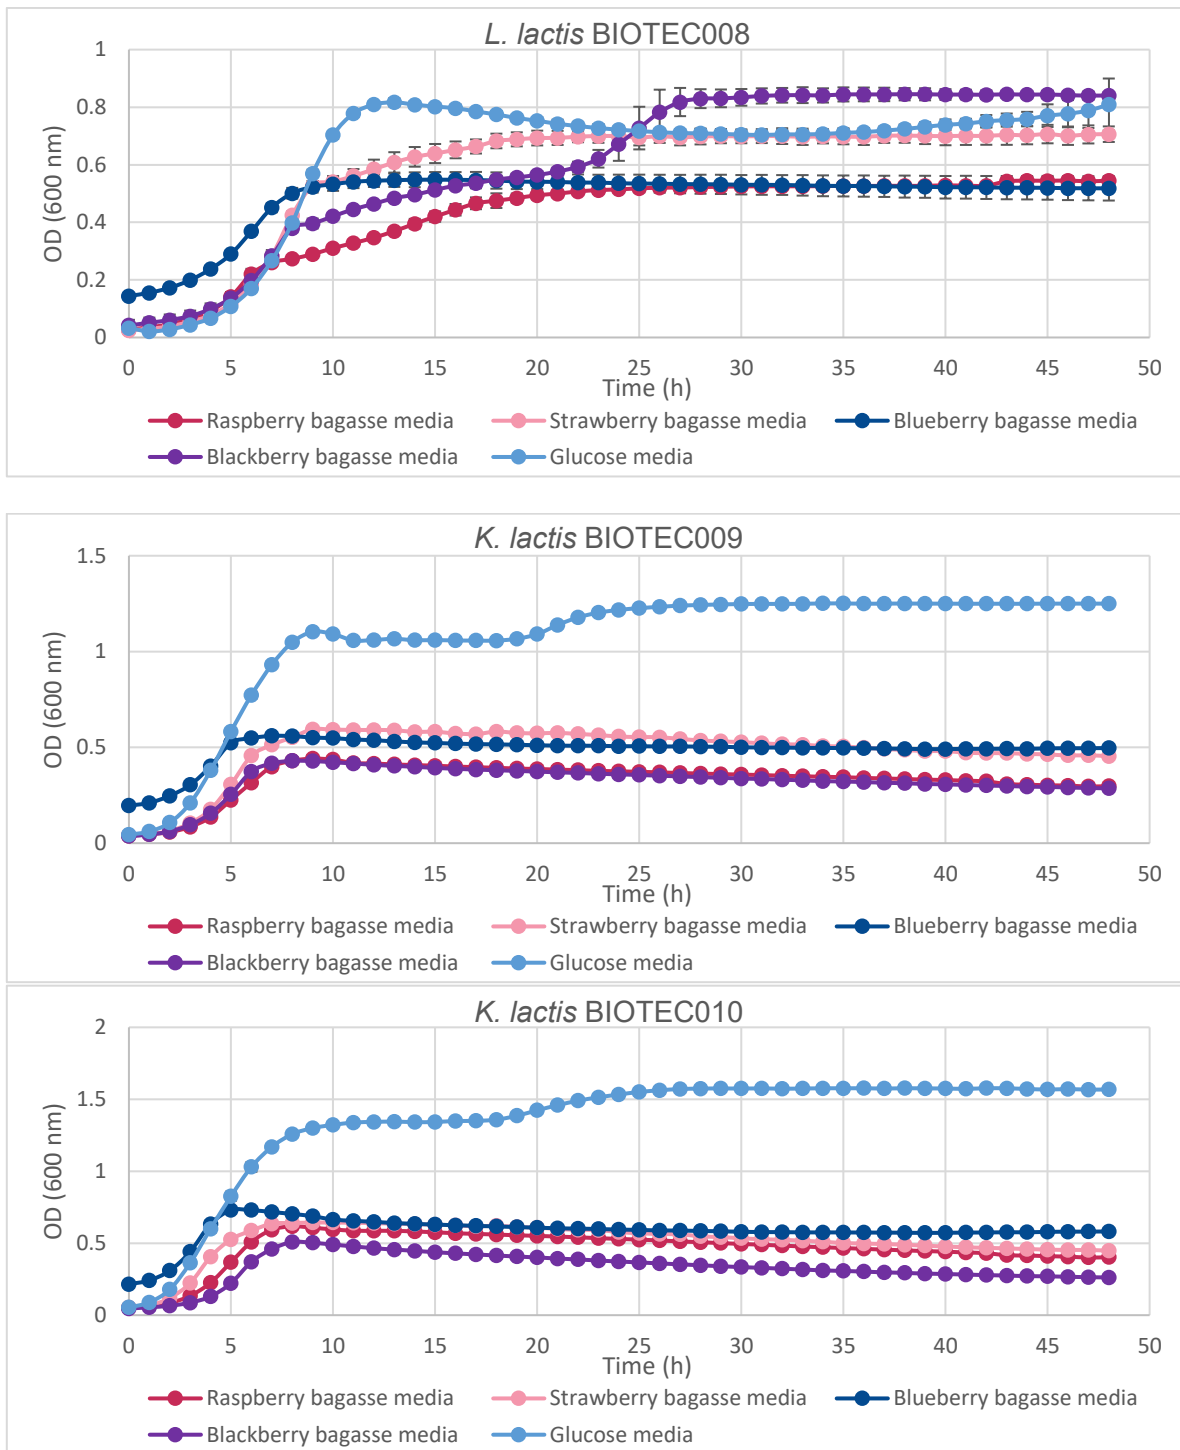 L. lactis BIOTEC008
1
0.8
0.6
0.4
0.2
0
OD (600 nm)
0 5 10 15 20 25 30 35 40 45 50
Time (h)
Raspberry bagasse media Strawberry bagasse media Blueberry bagasse media
Blackberry bagasse media Glucose media
K. lactis BIOTEC009
1.5
1
0.5
0
OD (600 nm)
0 5 10 15 20 25 30 35 40 45 50
Time (h)
Raspberry bagasse media Strawberry bagasse media Blueberry bagasse media
Blackberry bagasse media Glucose media
K. lactis BIOTEC010
2
1.5
1
0.5
0
OD (600 nm)
0 5 10 15 20 25 30 35 40 45 50
Time (h)
Raspberry bagasse media Strawberry bagasse media Blueberry bagasse media
Blackberry bagasse media Glucose media